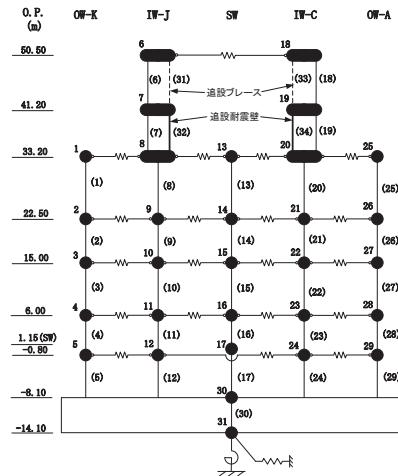 O.P. OW-K IW-J SW IW-C OW-A
(m)
50.50 6 18
(6) (31) (33) (18)
追設ブレース
41.20 7 19
追設耐震壁
(7) (32) (34) (19)
33.20 1 8 13 20 25
(1) (8) (13) (20) (25)
22.50 2 9 14 21 26
(2) (9) (14) (21) (26)
15.00 3 10 15 22 27
(3) (10) (15) (22) (27)
6.00 4 11 16 23 28
1.15(SW) (4) (11) (16) (23) (28)
-0.80 5 12 17 24 29
(5) (12) (17) (24) (29)
-8.10 30
(30)
-14.10 31